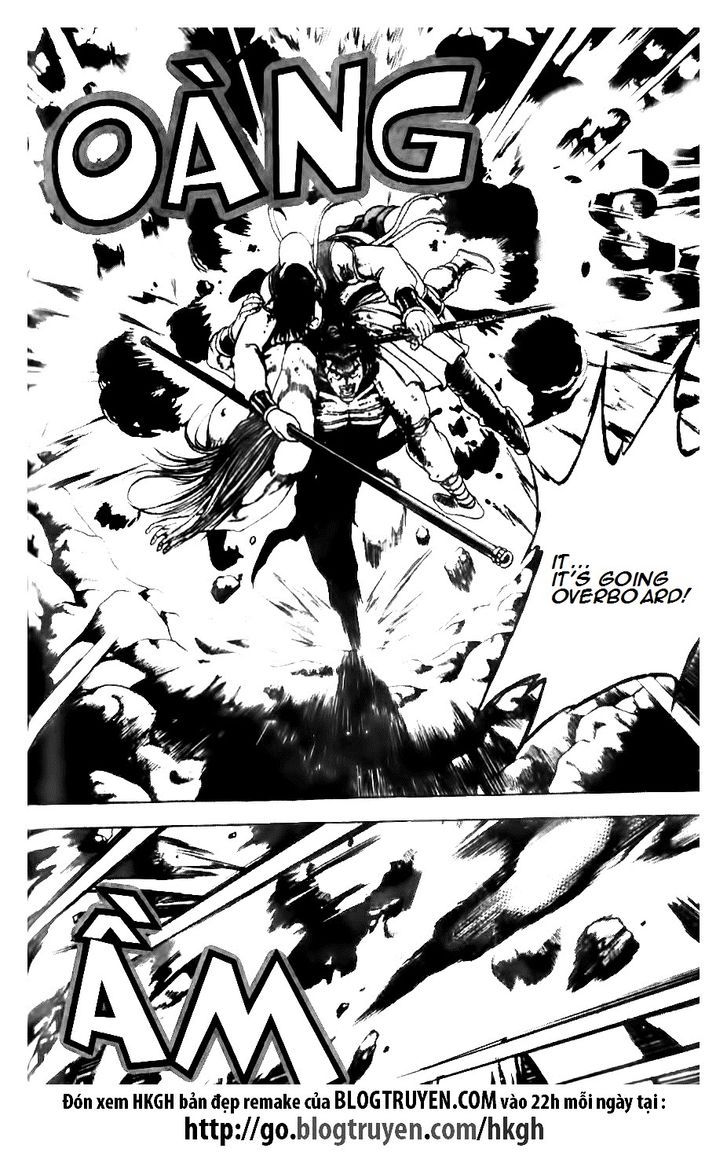 OÀNG
IT...
IT'S GOING
OVERBOARD!
ẦM
Đón xem HKGH bản đẹp remake của BLOGTRUYEN.COM vào 22h mỗi ngày tại :
http://go.blogtruyen.com/hkgh